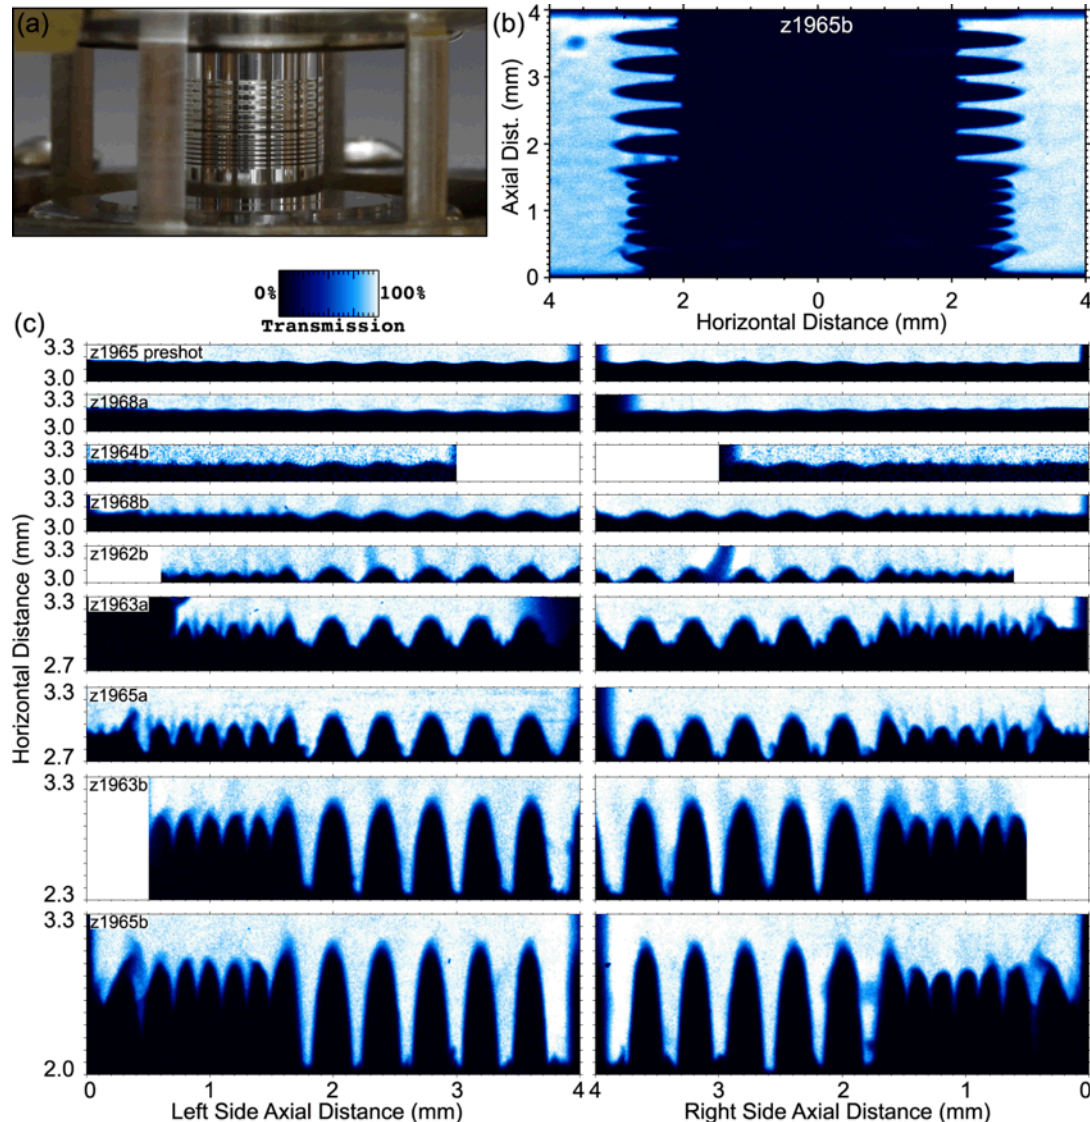 (a)
(b)
z1965b
4
3
2
1
0
Axial Dist. (mm)
4 2 0 2 4
Horizontal Distance (mm)
0% 100%
Transmission
(c)
3.3
z1965 preshot
3.0
3.3
z1968a
3.0
3.3
z1964b
3.0
3.3
z1968b
3.0
3.3
z1962b
3.0
3.3
z1963a
2.7
3.3
z1965a
2.7
3.3
z1963b
2.3
3.3
z1965b
2.0
Horizontal Distance (mm)
0 1 2 3 4 4 3 2 1 0
Left Side Axial Distance (mm) Right Side Axial Distance (mm)